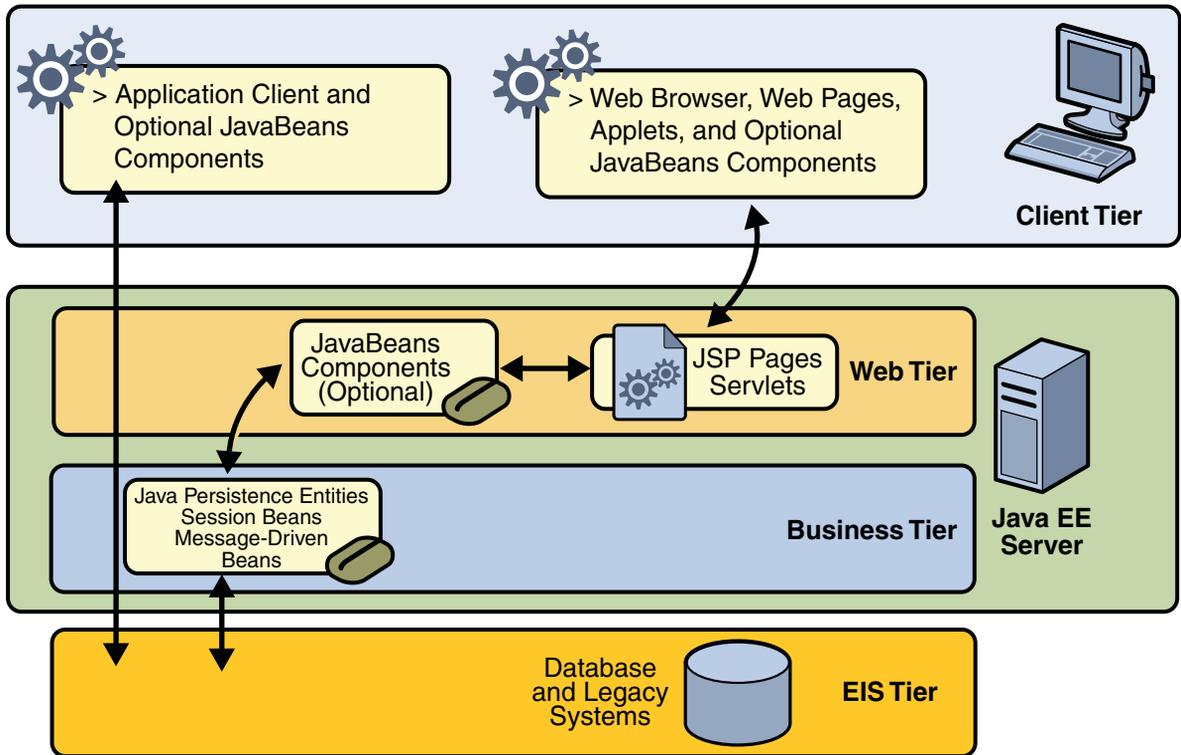 > Application Client and
Optional JavaBeans
Components
> Web Browser, Web Pages,
Applets, and Optional
JavaBeans Components
Client Tier
JavaBeans
Components
(Optional)
JSP Pages
Servlets
Web Tier
Java Persistence Entities
Session Beans
Message-Driven
Beans
Business Tier
Java EE
Server
Database
and Legacy
Systems
EIS Tier